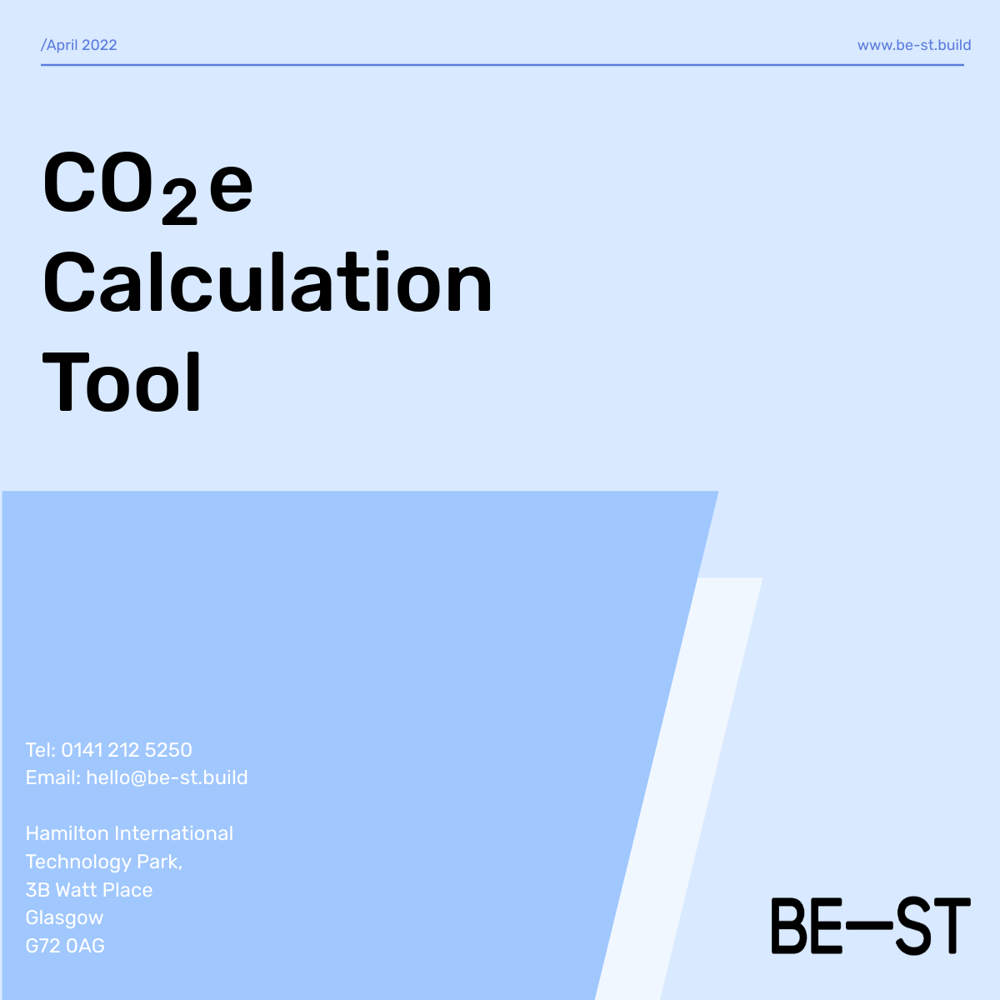 /April 2022
www.be-st.build
CO₂e
Calculation
Tool
Tel: 0141 212 5250
Email: hello@be-st.build
Hamilton International
Technology Park,
3B Watt Place
Glasgow
G72 0AG
BE—ST